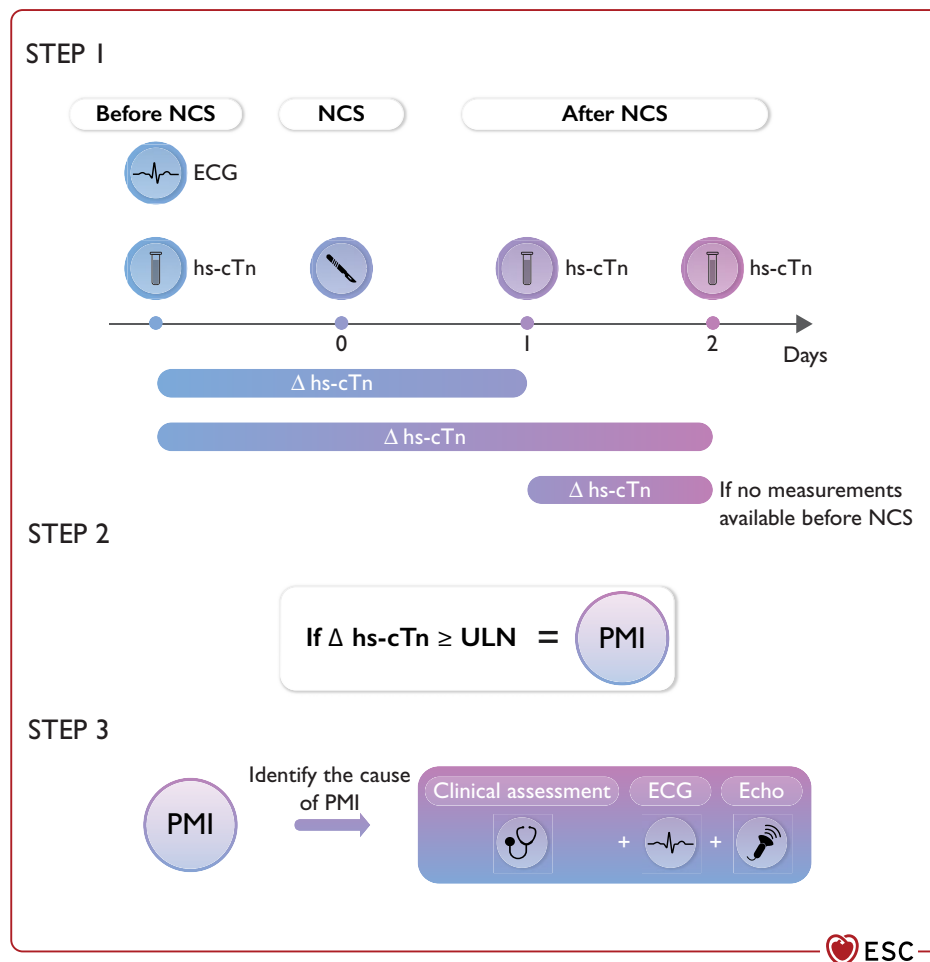 STEP 1
Before NCS
NCS
After NCS
ECG
hs-cTn
hs-cTn
hs-cTn
0
1
2
Days
Δ hs-cTn
Δ hs-cTn
Δ hs-cTn
If no measurements
available before NCS
STEP 2
If Δ hs-cTn ≥ ULN = PMI
STEP 3
PMI
Identify the cause
of PMI
Clinical assessment
ECG
Echo
+
+
ESC